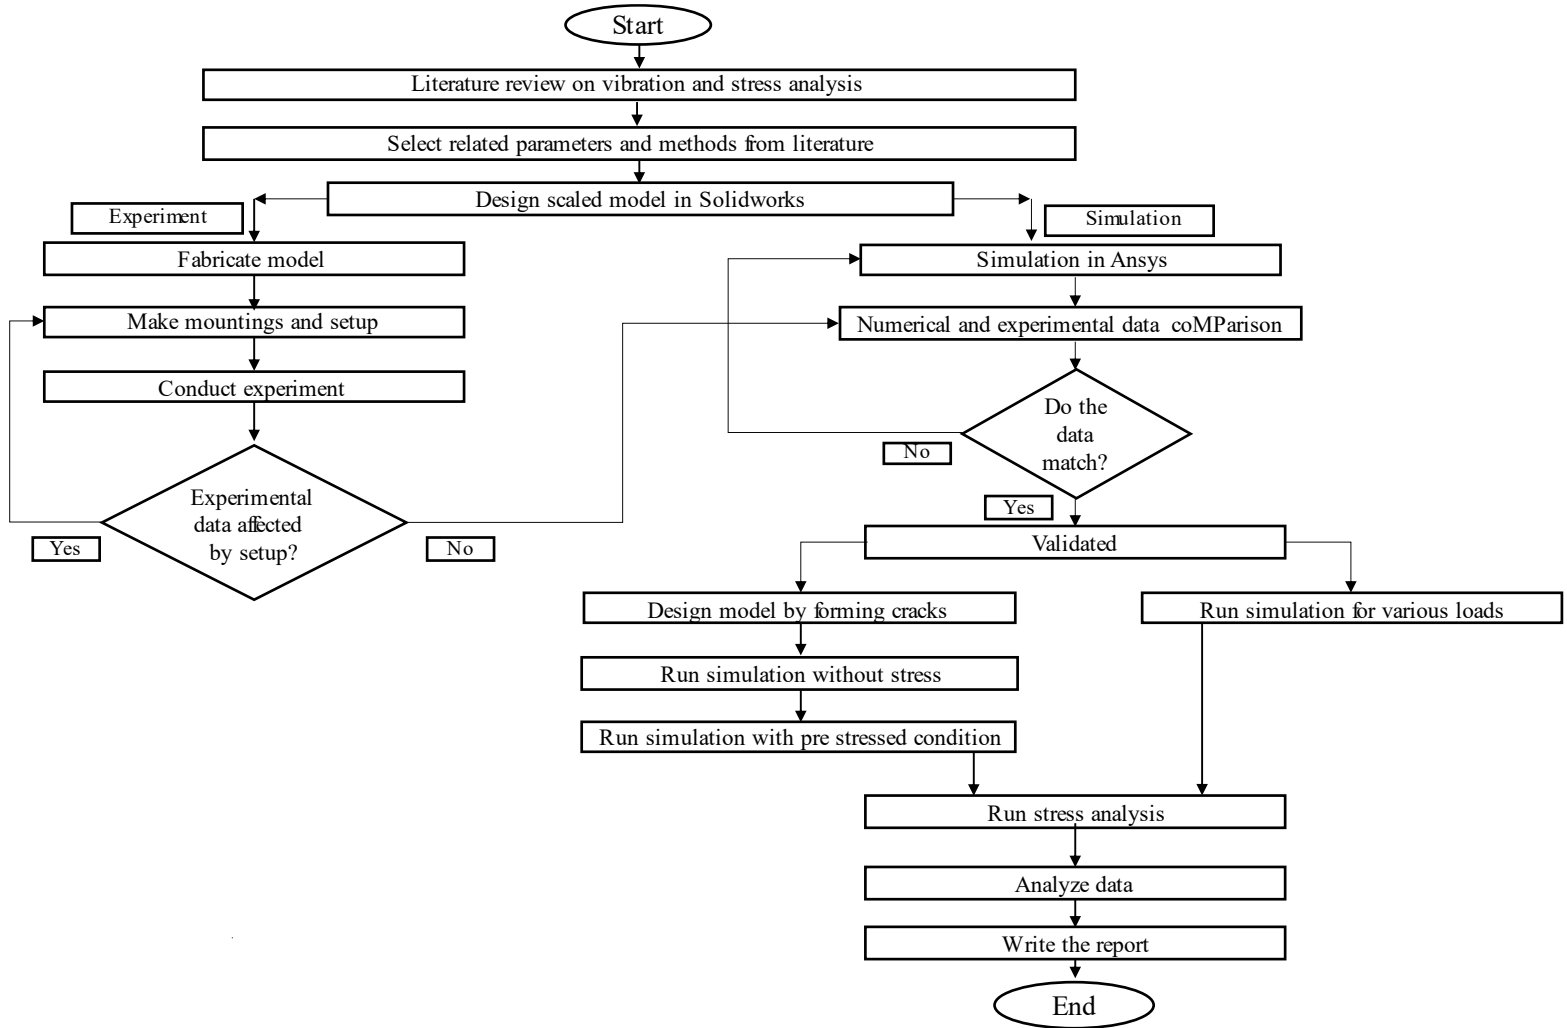 Start
Literature review on vibration and stress analysis
Select related parameters and methods from literature
Design scaled model in Solidworks
Experiment
Simulation
Fabricate model
Simulation in Ansys
Make mountings and setup
Numerical and experimental data coMParison
Conduct experiment
Do the
data
match?
No
Experimental
data affected
by setup?
Yes
No
Yes
Validated
Design model by forming cracks
Run simulation for various loads
Run simulation without stress
Run simulation with pre stressed condition
Run stress analysis
Analyze data
Write the report
End